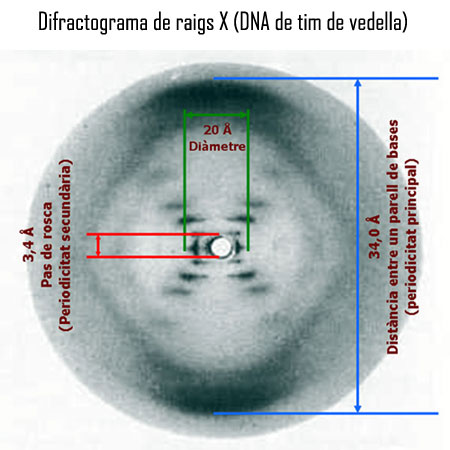 Difractograma de raigs X (DNA de tim de vedella)
20 Å
Diàmetre
3,4 Å
Pas de rosca
(Periodicitat secundària)
34,0 Å
Distància entre un parell de bases
(periodicitat principal)